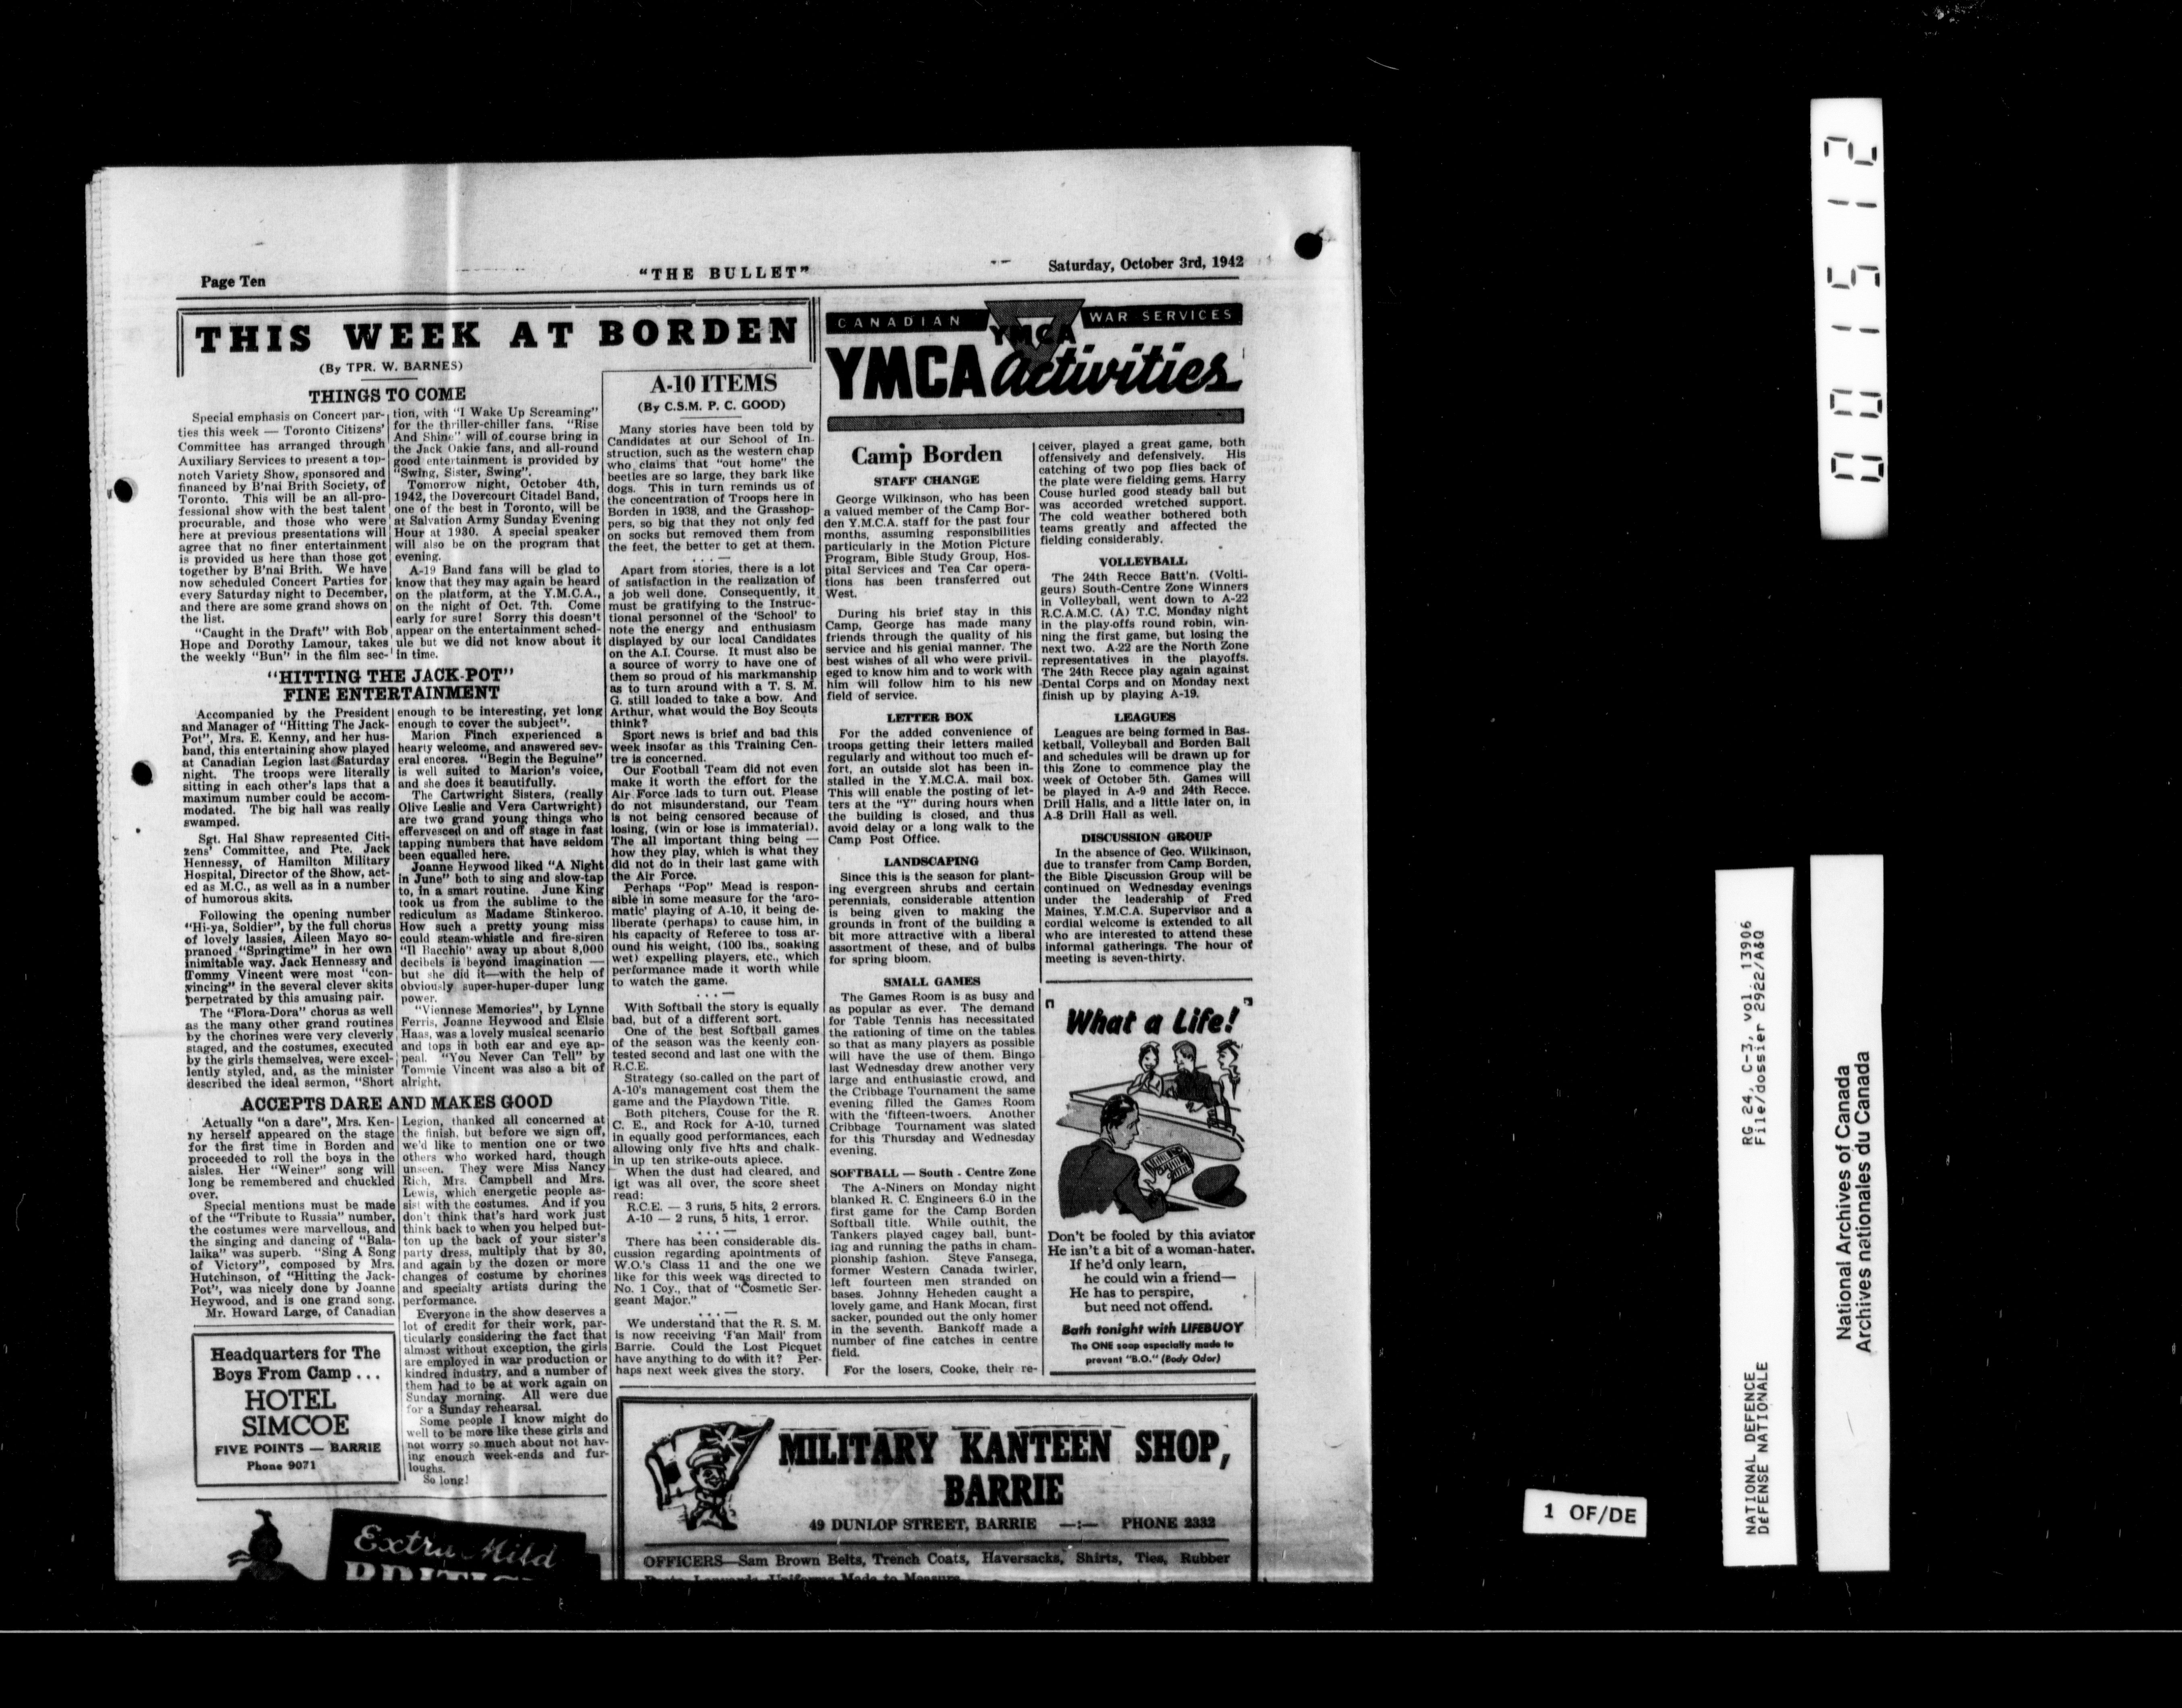 Page Ten
"THE BULLET"
Saturday, October 3rd, 1942
THIS WEEK AT BORDEN
(By TPR. W. BARNES)
THINGS TO COME
Special emphasis on Concert par-
ties this week — Toronto Citizens'
Committee has arranged through
Auxiliary Services to present a top-
notch Variety Show, sponsored and
financed by B'nai Brith Society, of
Toronto. This will be an all-pro-
fessional show with the best talent
procurable, and those who were
here at previous presentations will
agree that no finer entertainment
is provided us here than those got
together by B'nai Brith. We have
now scheduled Concert Parties for
every Saturday night to December,
and there are some grand shows on
the list.
"Caught in the Draft" with Bob
Hope and Dorothy Lamour, takes
the weekly "Bun" in the film sec-
tion, with "I Wake Up Screaming"
for the thriller-chiller fans. "Rise
And Shine" will of course bring in
the Jack Oakie fans, and all-round
good entertainment is provided by
"Swing, Sister, Swing".
Tomorrow night, October 4th,
1942, the Dovercourt Citadel Band,
one of the best in Toronto, will be
at Salvation Army Sunday Evening
Hour at 1930. A special speaker
will also be on the program that
evening.
A-19 Band fans will be glad to
know that they may again be heard
on the platform, at the Y.M.C.A.,
on the night of Oct. 7th. Come
early for sure! Sorry this doesn't
appear on the entertainment sched-
ule but we did not know about it
in time.
"HITTING THE JACK-POT"
FINE ENTERTAINMENT
Accompanied by the President
and Manager of "Hitting The Jack-
Pot", Mrs. E. Kenny, and her hus-
band, this entertaining show played
at Canadian Legion last Saturday
night. The troops were literally
sitting in each other's laps that a
maximum number could be accom-
modated. The big hall was really
swamped.
Sgt. Hal Shaw represented Citi-
zens' Committee, and Pte. Jack
Hennessy, of Hamilton Military
Hospital, Director of the Show, act-
ed as M.C., as well as in a number
of humorous skits.
Following the opening number
"Hi-ya, Soldier", by the full chorus
of lovely lassies, Aileen Mayo so-
pranoed "Springtime" in her own
inimitable way. Jack Hennessy and
Tommy Vincent were most "con-
vincing" in the several clever skits
perpetrated by this amusing pair.
The "Flora-Dora" chorus as well
as the many other grand routines
by the chorines were very cleverly
staged, and the costumes, executed
by the girls themselves, were excel-
lently styled, and, as the minister
described the ideal sermon, "Short
enough to be interesting, yet long
enough to cover the subject".
Marion Finch experienced a
hearty welcome, and answered sev-
eral encores. "Begin the Beguine"
is well suited to Marion's voice,
and she does it beautifully.
The Cartwright Sisters, (really
Olive Leslie and Vera Cartwright)
are two grand young things who
effervesced on and off stage in fast
tapping numbers that have seldom
been equalled here.
Joanne Heywood liked "A Night
in June" both to sing and slow-tap
to, in a smart routine. June King
took us from the sublime to the
rediculum as Madame Stinkeroo.
How such a pretty young miss
could steam-whistle and fire-siren
"Il Bacchio" away up about 8,000
decibels is beyond imagination —
but she did it—with the help of
obviously super-huper-duper lung
power.
"Viennese Memories", by Lynne
Ferris, Joanne Heywood and Elsie
Haas, was a lovely musical scenario
and tops in both ear and eye ap-
peal. "You Never Can Tell" by
Tommie Vincent was also a bit of
alright.
ACCEPTS DARE AND MAKES GOOD
Actually "on a dare", Mrs. Ken-
ny herself appeared on the stage
for the first time in Borden and
proceeded to roll the boys in the
aisles. Her "Weiner" song will
long be remembered and chuckled
over.
Special mentions must be made
of the "Tribute to Russia" number,
the costumes were marvellous, and
the singing and dancing of "Bala-
laika" was superb. "Sing A Song
of Victory", composed by Mrs.
Hutchinson, of "Hitting the Jack-
Pot", was nicely done by Joanne
Heywood, and is one grand song.
Mr. Howard Large, of Canadian
Legion, thanked all concerned at
the finish, but before we sign off,
we'd like to mention one or two
others who worked hard, though
unseen. They were Miss Nancy
Rich, Mrs. Campbell and Mrs.
Lewis, which energetic people as-
sist with the costumes. And if you
don't think that's hard work just
think back to when you helped but-
ton up the back of your sister's
party dress, multiply that by 30,
and again by the dozen or more
changes of costume by chorines
and specialty artists during the
performance.
Everyone in the show deserves a
lot of credit for their work, par-
ticularly considering the fact that
almost without exception, the girls
are employed in war production or
kindred industry, and a number of
them had to be at work again on
Sunday morning. All were due
for a Sunday rehearsal.
Some people I know might do
well to be more like these girls and
not worry so much about not hav-
ing enough week-ends and fur-
loughs.
So long!
Headquarters for The
Boys From Camp . . .
HOTEL
SIMCOE
FIVE POINTS — BARRIE
Phone 9071
Extra Mild
A-10 ITEMS
(By C.S.M. P. C. GOOD)
Many stories have been told by
Candidates at our School of In-
struction, such as the western chap
who claims that "out home" the
beetles are so large, they bark like
dogs. This in turn reminds us of
the concentration of Troops here in
Borden in 1938, and the Grasshop-
pers, so big that they not only fed
on socks but removed them from
the feet, the better to get at them.
. . . —
Apart from stories, there is a lot
of satisfaction in the realization of
a job well done. Consequently, it
must be gratifying to the Instruc-
tional personnel of the 'School' to
note the energy and enthusiasm
displayed by our local Candidates
on the A.I. Course. It must also be
a source of worry to have one of
them so proud of his markmanship
as to turn around with a T. S. M.
G. still loaded to take a bow. And
Arthur, what would the Boy Scouts
think?
Sport news is brief and bad this
week insofar as this Training Cen-
tre is concerned.
Our Football Team did not even
make it worth the effort for the
Air Force lads to turn out. Please
do not misunderstand, our Team
is not being censored because of
losing, (win or lose is immaterial).
The all important thing being —
how they play, which is what they
did not do in their last game with
the Air Force.
Perhaps "Pop" Mead is respon-
sible in some measure for the 'aro-
matic' playing of A-10, it being de-
liberate (perhaps) to cause him, in
his capacity of Referee to toss ar-
ound his weight, (100 lbs., soaking
wet) expelling players, etc., which
performance made it worth while
to watch the game.
. . . —
With Softball the story is equally
bad, but of a different sort.
One of the best Softball games
of the season was the keenly con-
tested second and last one with the
R.C.E.
Strategy (so-called on the part of
A-10's management cost them the
game and the Playdown Title.
Both pitchers, Couse for the R.
C. E., and Rock for A-10, turned
in equally good performances, each
allowing only five hits and chalk-
in up ten strike-outs apiece.
When the dust had cleared, and
igt was all over, the score sheet
read:
R.C.E. — 3 runs, 5 hits, 2 errors.
A-10 — 2 runs, 5 hits, 1 error.
. . . —
There has been considerable dis-
cussion regarding apointments of
W.O.'s Class 11 and the one we
like for this week was directed to
No. 1 Coy., that of "Cosmetic Ser-
geant Major."
. . . —
We understand that the R. S. M.
is now receiving 'Fan Mail' from
Barrie. Could the Lost Picquet
have anything to do with it? Per-
haps next week gives the story.
CANADIAN YMCA WAR SERVICES
YMCA activities
Camp Borden
STAFF CHANGE
George Wilkinson, who has been
a valued member of the Camp Bor-
den Y.M.C.A. staff for the past four
months, assuming responsibilities
particularly in the Motion Picture
Program, Bible Study Group, Hos-
pital Services and Tea Car opera-
tions has been transferred out
West.
During his brief stay in this
Camp, George has made many
friends through the quality of his
service and his genial manner. The
best wishes of all who were privil-
eged to know him and to work with
him will follow him to his new
field of service.
LETTER BOX
For the added convenience of
troops getting their letters mailed
regularly and without too much ef-
fort, an outside slot has been in-
stalled in the Y.M.C.A. mail box.
This will enable the posting of let-
ters at the "Y" during hours when
the building is closed, and thus
avoid delay or a long walk to the
Camp Post Office.
LANDSCAPING
Since this is the season for plant-
ing evergreen shrubs and certain
perennials, considerable attention
is being given to making the
grounds in front of the building a
bit more attractive with a liberal
assortment of these, and of bulbs
for spring bloom.
SMALL GAMES
The Games Room is as busy and
as popular as ever. The demand
for Table Tennis has necessitated
the rationing of time on the tables
so that as many players as possible
will have the use of them. Bingo
last Wednesday drew another very
large and enthusiastic crowd, and
the Cribbage Tournament the same
evening filled the Games Room
with the 'fifteen-twoers. Another
Cribbage Tournament was slated
for this Thursday and Wednesday
evening.
SOFTBALL — South - Centre Zone
The A-Niners on Monday night
blanked R. C. Engineers 6-0 in the
first game for the Camp Borden
Softball title. While outhit, the
Tankers played cagey ball, bunt-
ing and running the paths in cham-
pionship fashion. Steve Fansega,
former Western Canada twirler,
left fourteen men stranded on
bases. Johnny Heheden caught a
lovely game, and Hank Mocan, first
sacker, pounded out the only homer
in the seventh. Bankoff made a
number of fine catches in centre
field.
For the losers, Cooke, their re-
ceiver, played a great game, both
offensively and defensively. His
catching of two pop flies back of
the plate were fielding gems. Harry
Couse hurled good steady ball but
was accorded wretched support.
The cold weather bothered both
teams greatly and affected the
fielding considerably.
VOLLEYBALL
The 24th Recce Batt'n. (Volti-
geurs) South-Centre Zone Winners
in Volleyball, went down to A-22
R.C.A.M.C. (A) T.C. Monday night
in the play-offs round robin, win-
ning the first game, but losing the
next two. A-22 are the North Zone
representatives in the playoffs.
The 24th Recce play again against
Dental Corps and on Monday next
finish up by playing A-19.
LEAGUES
Leagues are being formed in Bas-
ketball, Volleyball and Borden Ball
and schedules will be drawn up for
this Zone to commence play the
week of October 5th. Games will
be played in A-9 and 24th Recce.
Drill Halls, and a little later on, in
A-8 Drill Hall as well.
DISCUSSION GROUP
In the absence of Geo. Wilkinson,
due to transfer from Camp Borden,
the Bible Discussion Group will be
continued on Wednesday evenings
under the leadership of Fred
Maines, Y.M.C.A. Supervisor and a
cordial welcome is extended to all
who are interested to attend these
informal gatherings. The hour of
meeting is seven-thirty.
"What a Life!"
Don't be fooled by this aviator
He isn't a bit of a woman-hater.
If he'd only learn,
he could win a friend—
He has to perspire,
but need not offend.
Bath tonight with LIFEBUOY
The ONE soap especially made to
prevent "B.O." (Body Odor)
MILITARY KANTEEN SHOP,
BARRIE
49 DUNLOP STREET, BARRIE —:— PHONE 2332
OFFICERS—Sam Brown Belts, Trench Coats, Haversacks, Shirts, Ties, Rubber
001512
1 OF/DE
NATIONAL DEFENCE RG 24, C-3, vol. 13906
DÉFENSE NATIONALE File/dossier 2922/A&Q
National Archives of Canada
Archives nationales du Canada